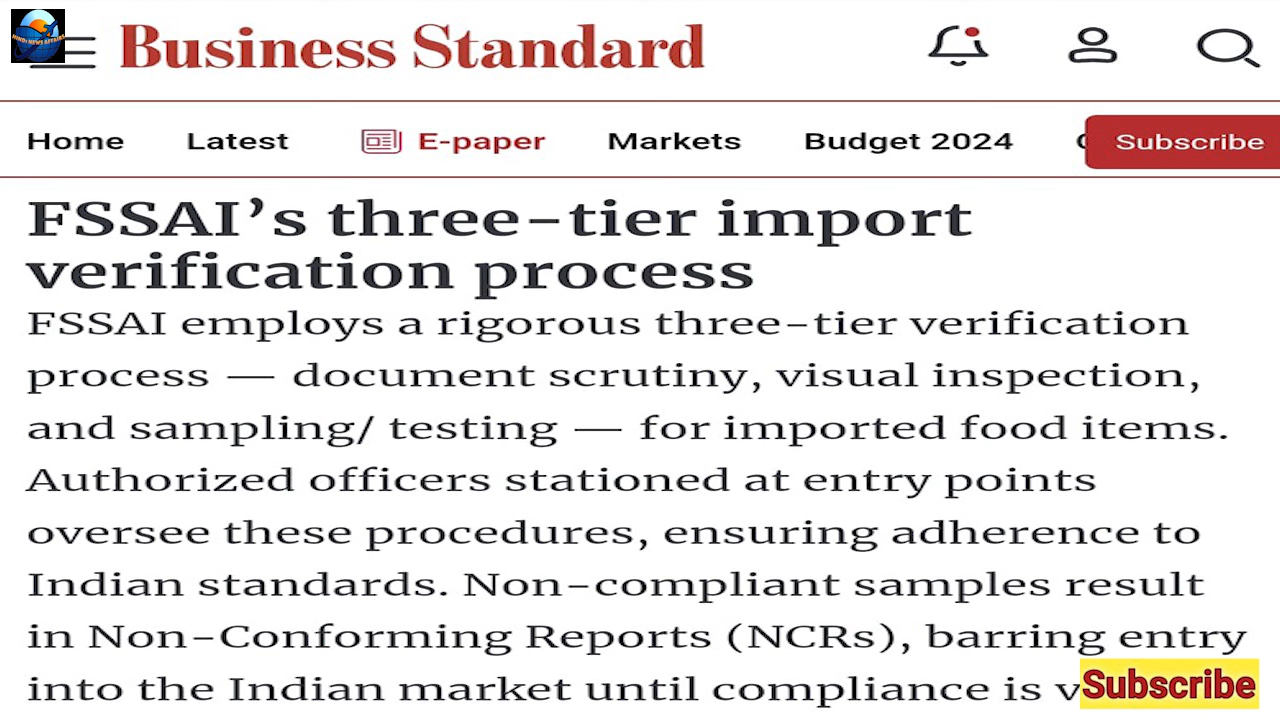 HINDI NEWS AFFAIRS
Business Standard
Home Latest E-paper Markets Budget 2024 Subscribe
FSSAI’s three-tier import
verification process
FSSAI employs a rigorous three-tier verification
process — document scrutiny, visual inspection,
and sampling/ testing — for imported food items.
Authorized officers stationed at entry points
oversee these procedures, ensuring adherence to
Indian standards. Non-compliant samples result
in Non-Conforming Reports (NCRs), barring entry
into the Indian market until compliance is
Subscribe